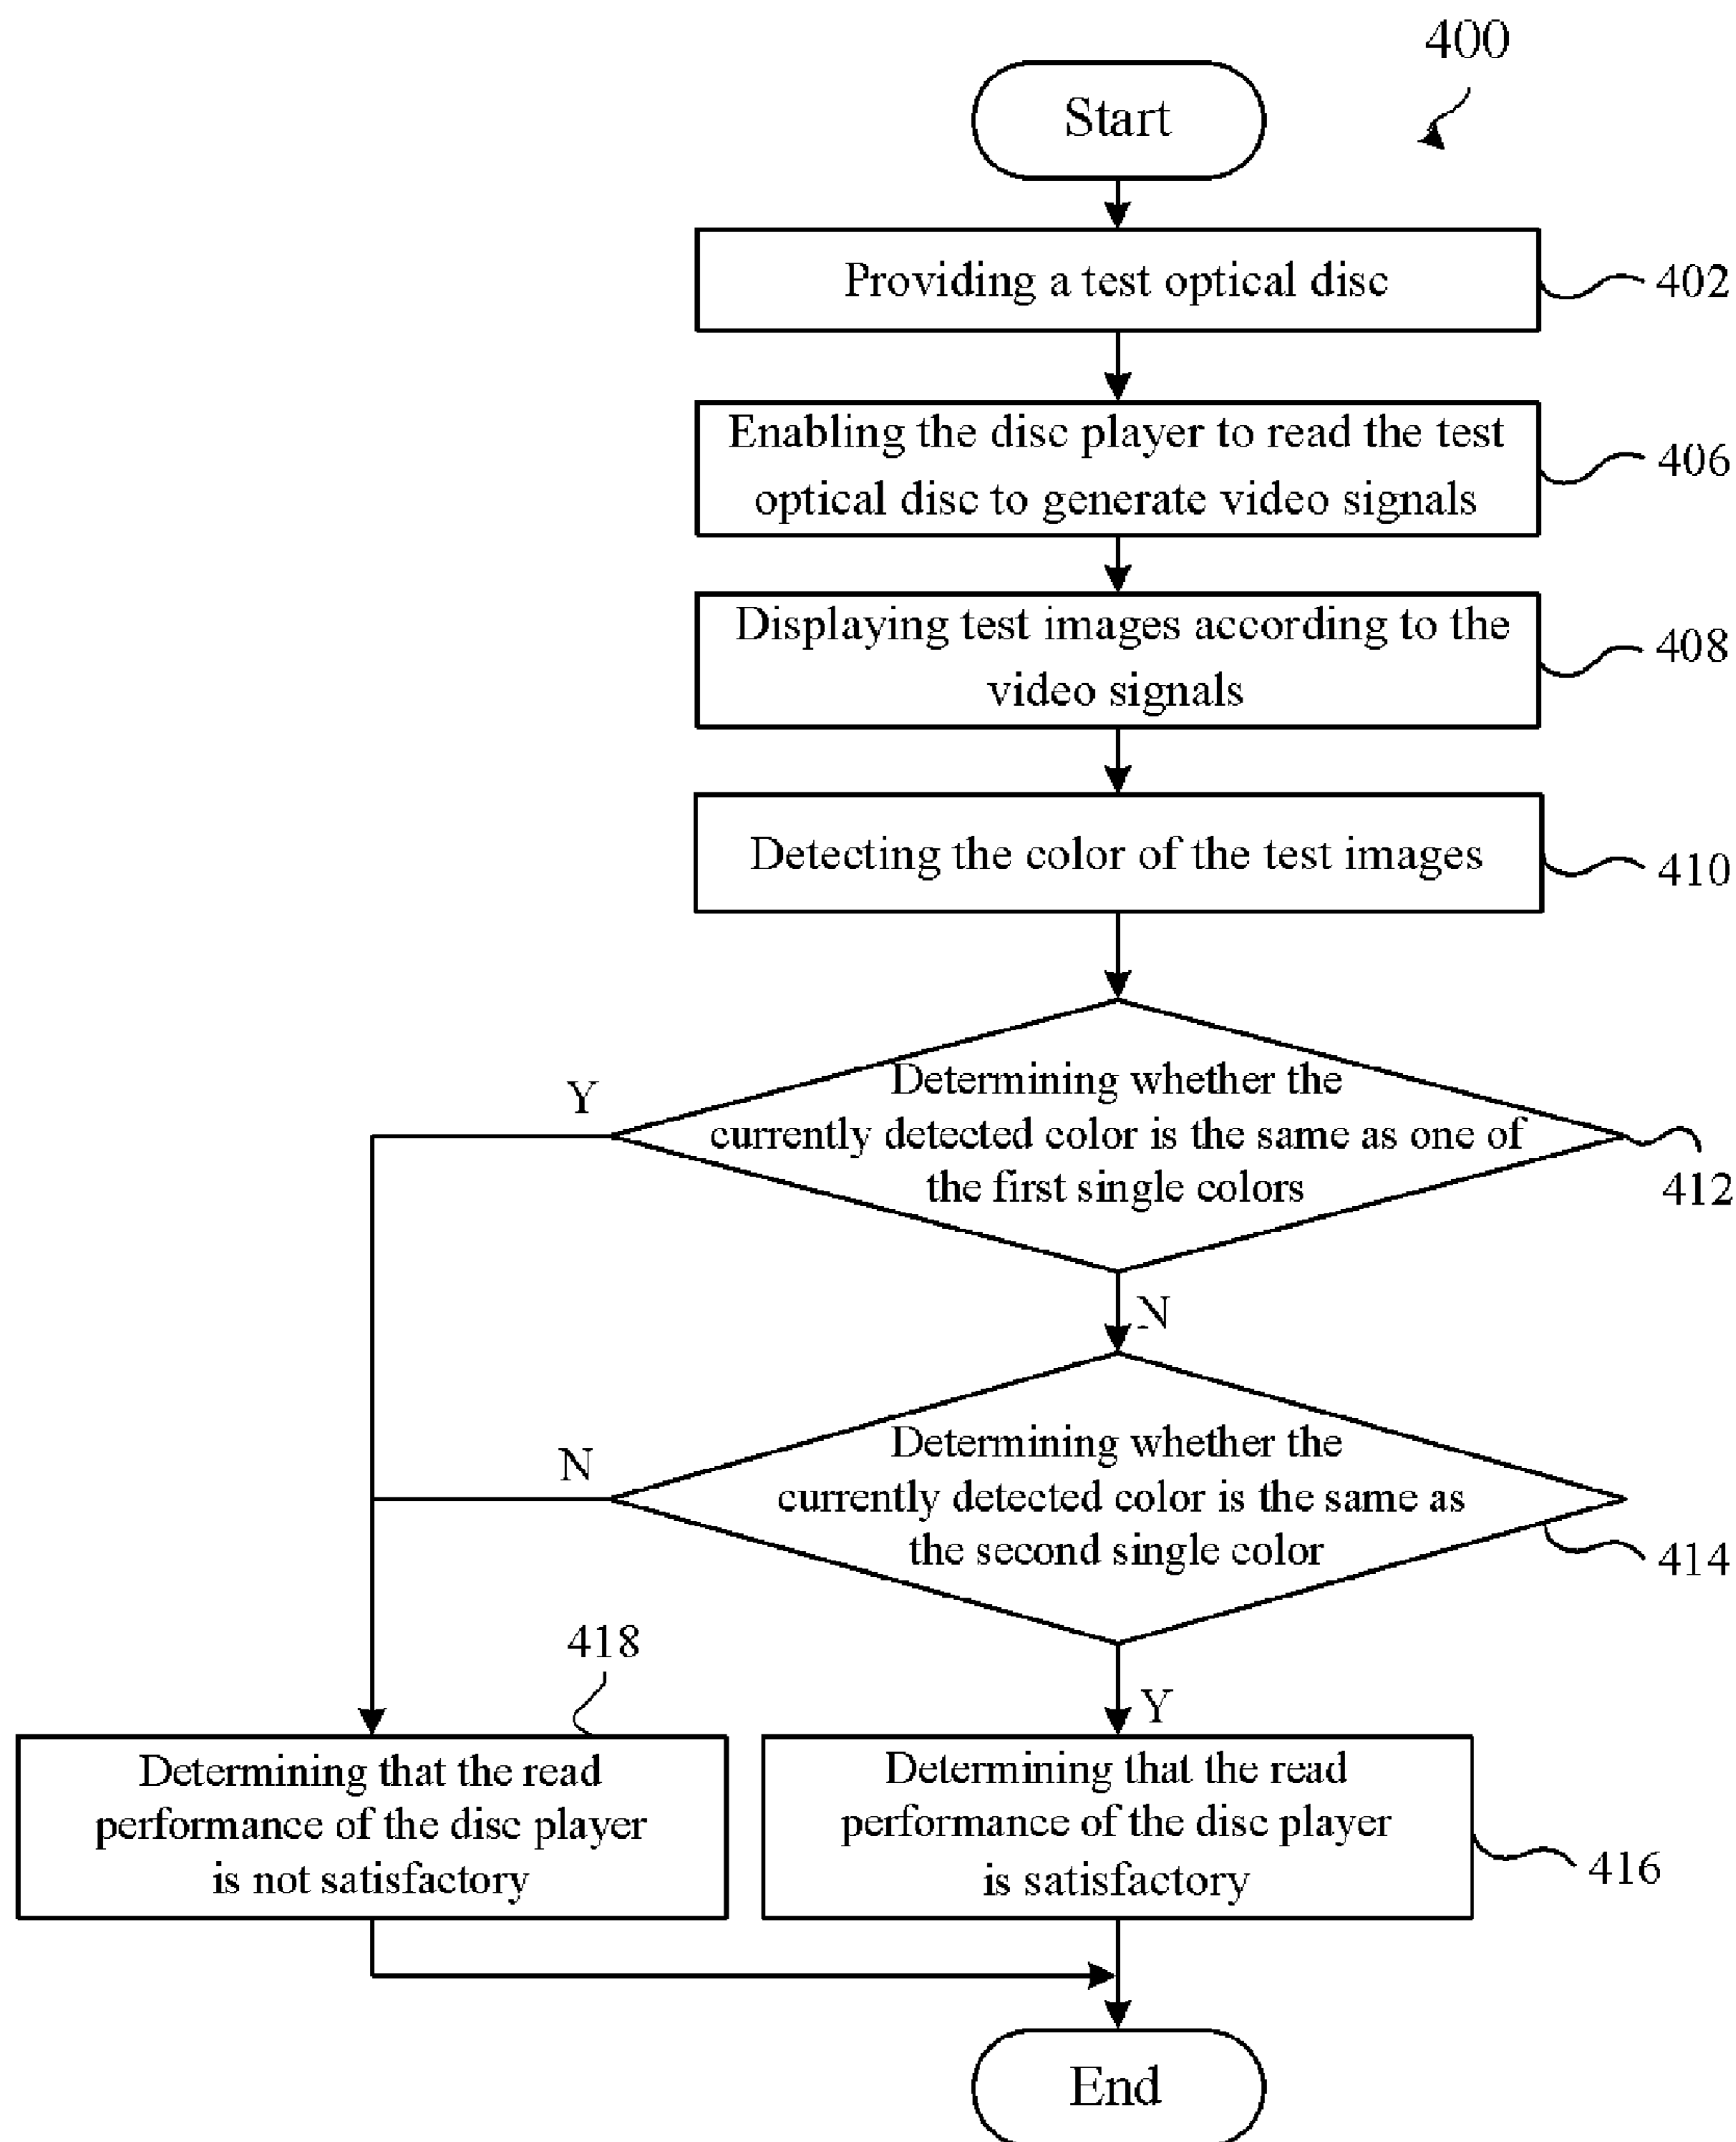 400
Start
Providing a test optical disc
402
Enabling the disc player to read the test
optical disc to generate video signals
406
Displaying test images according to the
video signals
408
Detecting the color of the test images
410
Determining whether the
currently detected color is the same as one of
the first single colors
Y
412
N
Determining whether the
currently detected color is the same as
the second single color
N
414
418
Y
Determining that the read
performance of the disc player
is not satisfactory
Determining that the read
performance of the disc player
is satisfactory
416
End